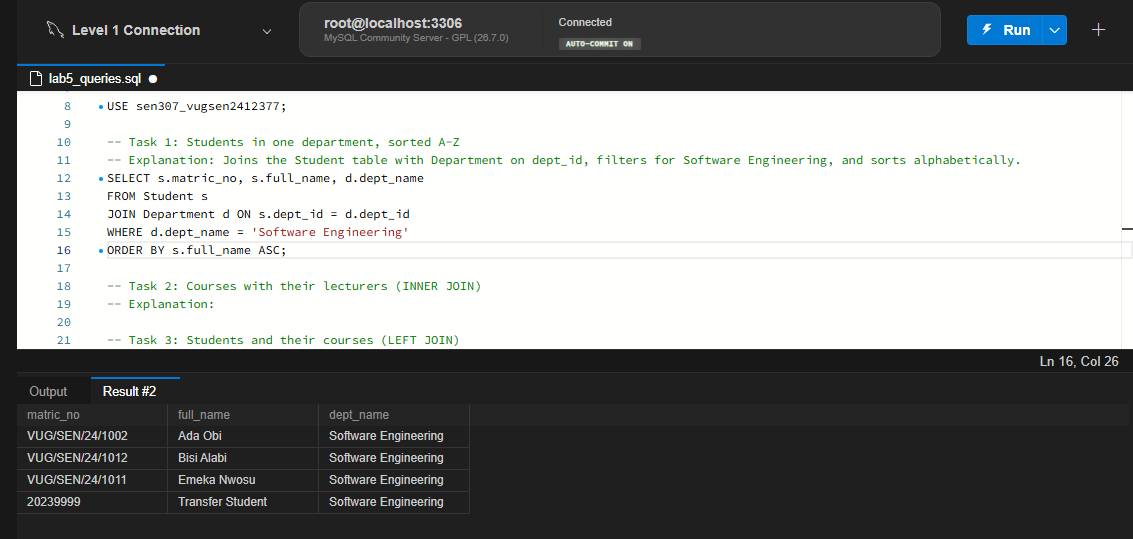 Level 1 Connection
root@localhost:3306
MySQL Community Server - GPL (26.7.0)
Connected
AUTO-COMMIT ON
Run
lab5_queries.sql
8 USE sen307_vugsen2412377;
9
10 -- Task 1: Students in one department, sorted A-Z
11 -- Explanation: Joins the Student table with Department on dept_id, filters for Software Engineering, and sorts alphabetically.
12 SELECT s.matric_no, s.full_name, d.dept_name
13 FROM Student s
14 JOIN Department d ON s.dept_id = d.dept_id
15 WHERE d.dept_name = 'Software Engineering'
16 ORDER BY s.full_name ASC;
17
18 -- Task 2: Courses with their lecturers (INNER JOIN)
19 -- Explanation:
20
21 -- Task 3: Students and their courses (LEFT JOIN)
Ln 16, Col 26
Output Result #2
matric_no full_name dept_name
VUG/SEN/24/1002 Ada Obi Software Engineering
VUG/SEN/24/1012 Bisi Alabi Software Engineering
VUG/SEN/24/1011 Emeka Nwosu Software Engineering
20239999 Transfer Student Software Engineering